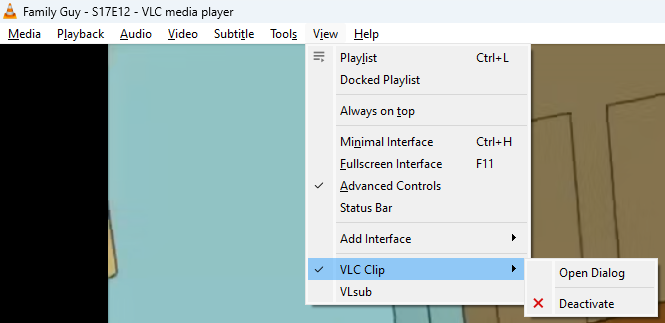 Family Guy - S17E12 - VLC media player
Media Playback Audio Video Subtitle Tools View
Playlist Ctrl+L
Docked Playlist
Always on top
Minimal Interface Ctrl+H
Fullscreen Interface F11
Advanced Controls
Status Bar
Add Interface
VLC Clip
VLsub
Open Dialog
Deactivate